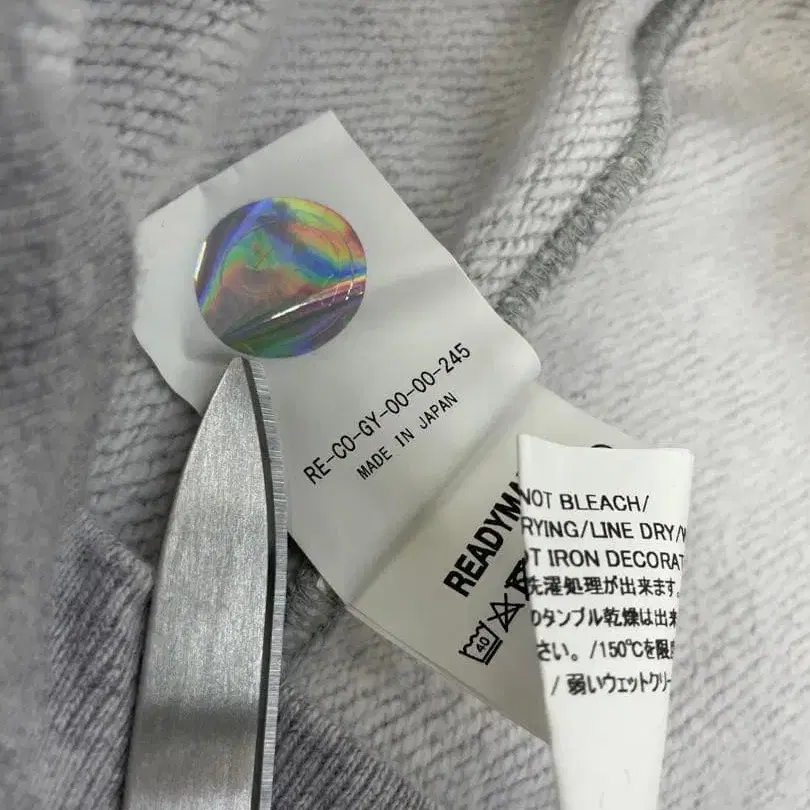 RE-CO-GY-00-00-245
MADE IN JAPAN
READYMA
40
NOT BLEACH/
RYING/LINE DRY/
T IRON DECORAT
洗濯処理が出来ます。
のタンブル乾燥は出来
さい。/150℃を限度
/ 弱いウェットクリー